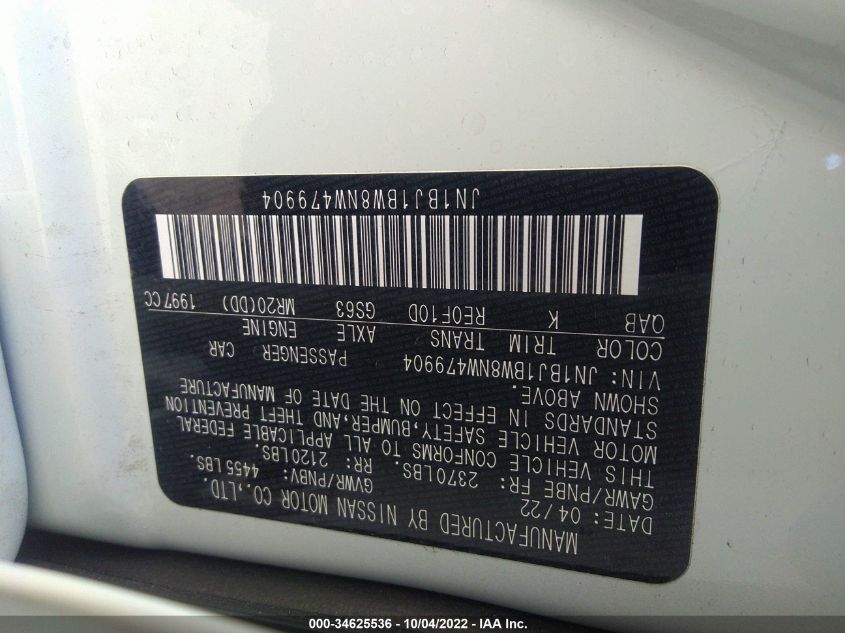 MANUFACTURED BY NISSAN MOTOR CO.,LTD.
DATE: 04/22 GVWR/PNBV: 4455 LBS.
GAWR/PNBE FR: 2370LBS RR: 2120LBS.
THIS VEHICLE CONFORMS TO ALL APPLICABLE FEDERAL
MOTOR VEHICLE SAFETY,BUMPER,AND THEFT PREVENTION
STANDARDS IN EFFECT ON THE DATE OF MANUFACTURE
SHOWN ABOVE.
VIN: JN1BJ1BW8NW479904 PASSENGER CAR
COLOR TRIM TRANS AXLE ENGINE
QAB K RE0F10D GS63 MR20(DD) 1997CC
JN1BJ1BW8NW479904
000-34625536 - 10/04/2022 - IAA Inc.